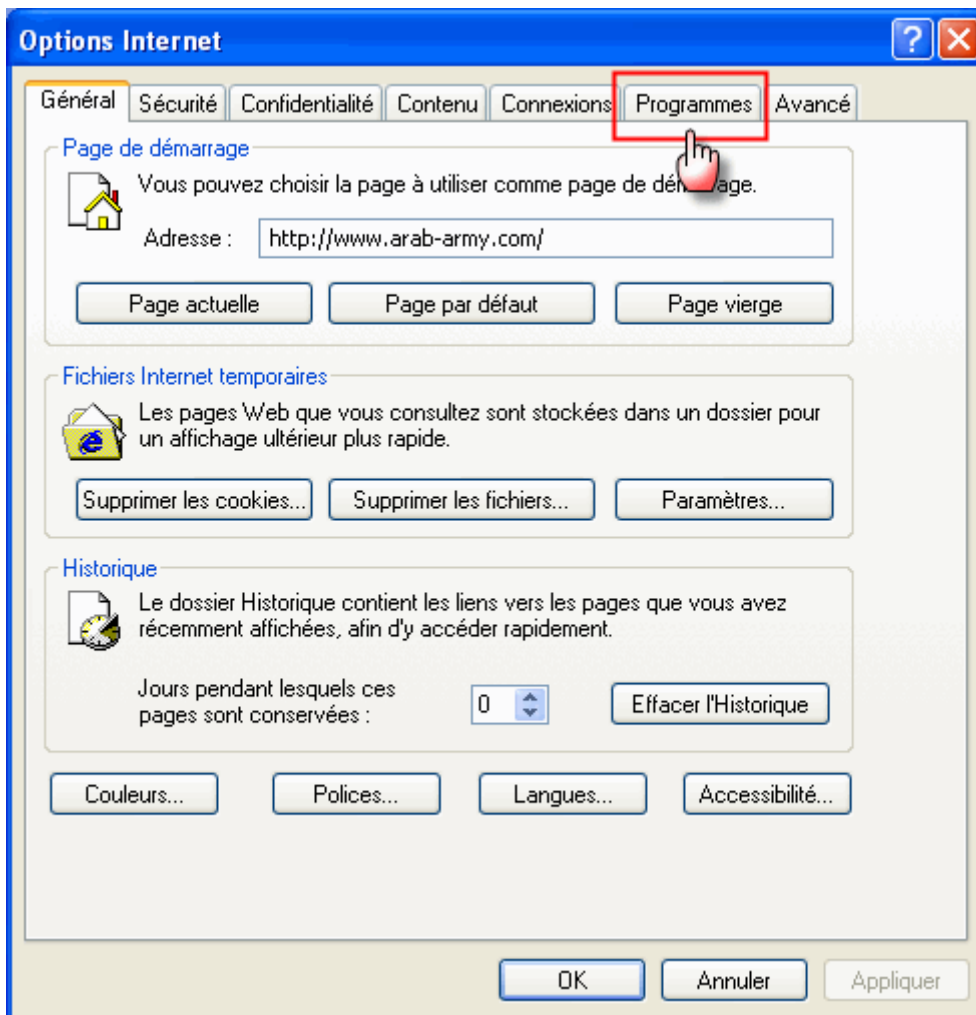 Options Internet
Général Sécurité Confidentialité Contenu Connexions Programmes Avancé
Page de démarrage
Vous pouvez choisir la page à utiliser comme page de démarrage.
Adresse : http://www.arab-army.com/
Page actuelle Page par défaut Page vierge
Fichiers Internet temporaires
Les pages Web que vous consultez sont stockées dans un dossier pour
un affichage ultérieur plus rapide.
Supprimer les cookies... Supprimer les fichiers... Paramètres...
Historique
Le dossier Historique contient les liens vers les pages que vous avez
récemment affichées, afin d'y accéder rapidement.
Jours pendant lesquels ces
pages sont conservées : 0 Effacer l'Historique
Couleurs... Polices... Langues... Accessibilité...
OK Annuler Appliquer